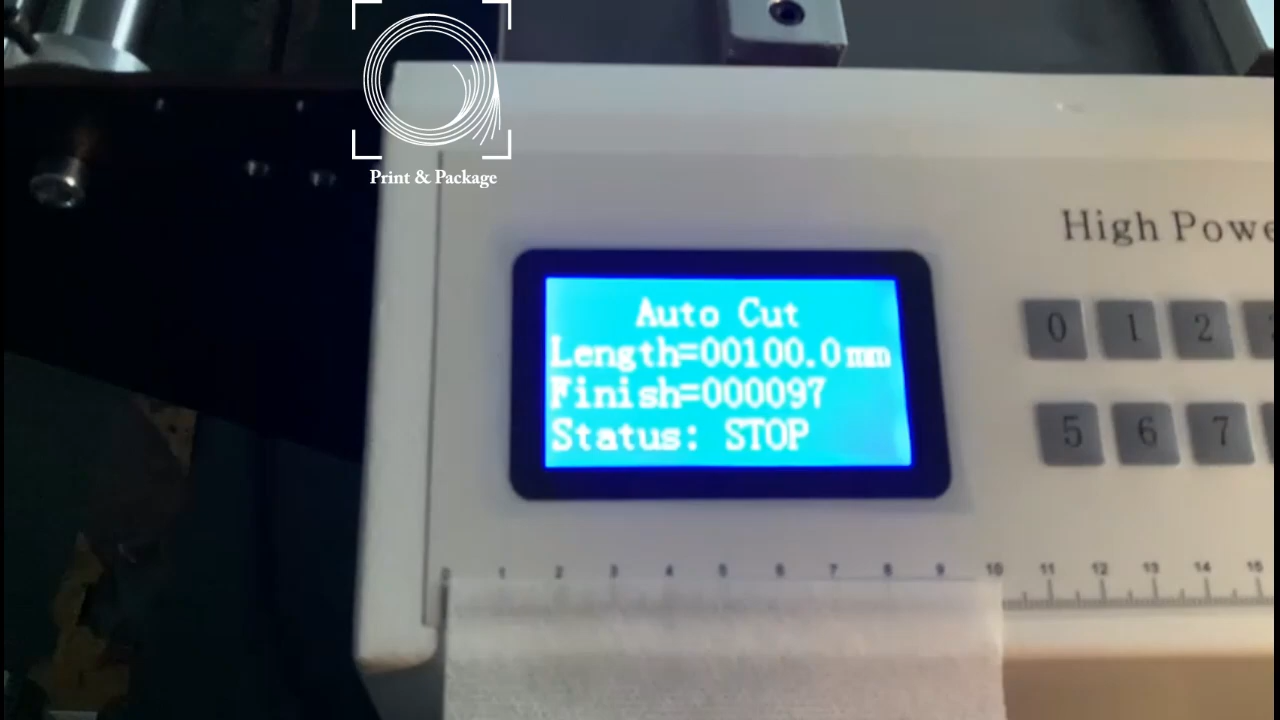 Print & Package
High Powe
Auto Cut
Length=00100.0mm
Finish=000097
Status: STOP
0 1 2
5 6 7
0 1 2 3 4 5 6 7 8 9 10 11 12 13 14 15